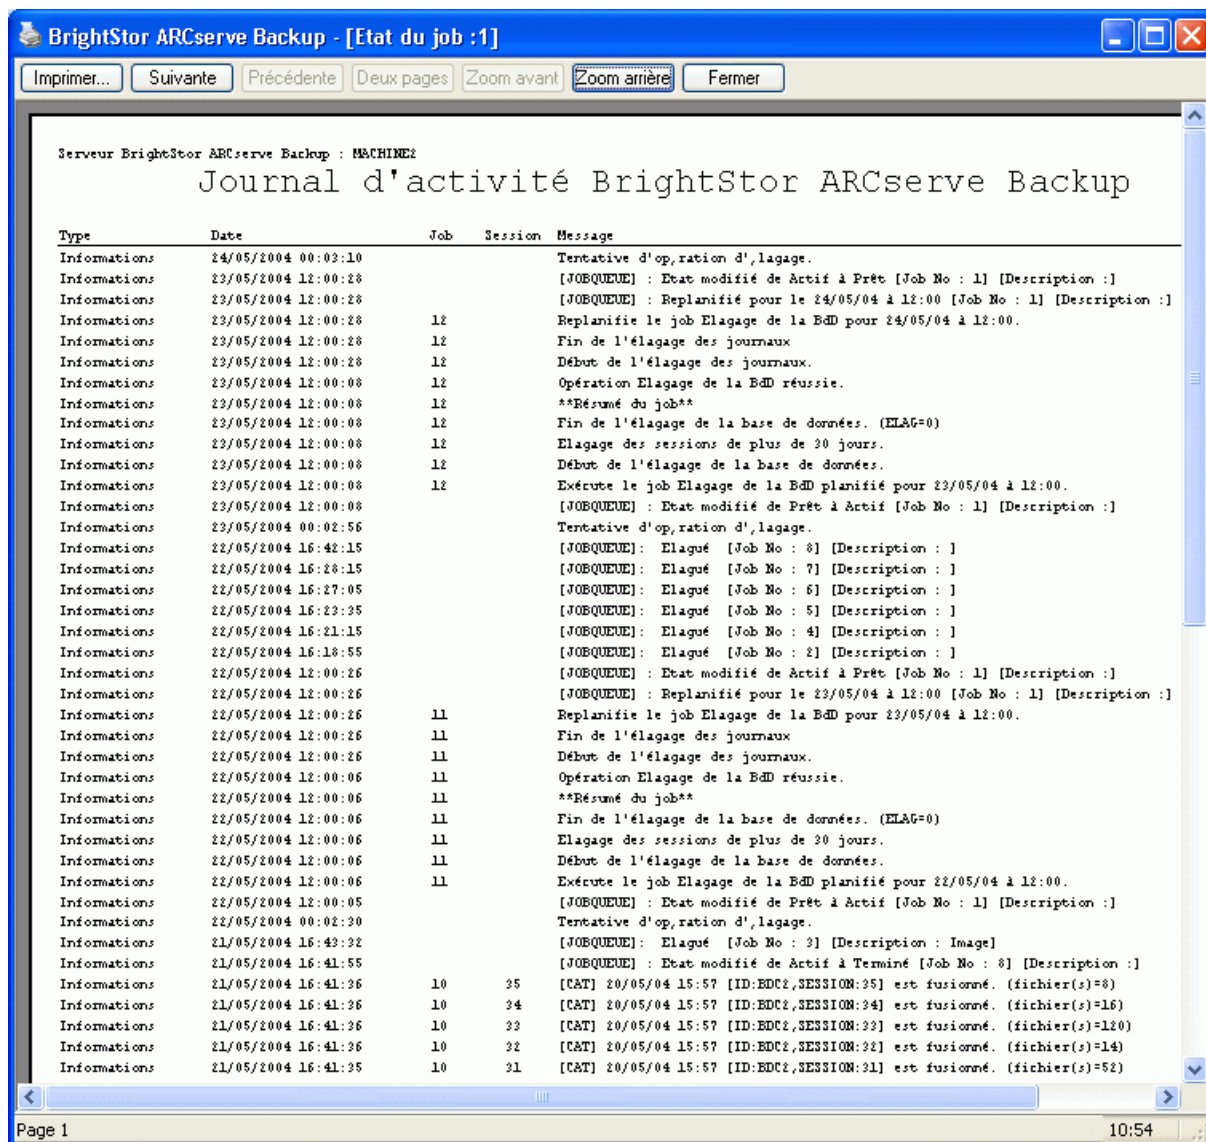 BrightStor ARCserve Backup - [Etat du job :1]
Imprimer... Suivante Précédente Deux pages Zoom avant Zoom arrière Fermer
Serveur BrightStor ARCserve Backup : MACHINE2
Journal d'activité BrightStor ARCserve Backup
Type Date Job Session Message
Informations 24/05/2004 00:03:10 Tentative d'op,ration d',lagage.
Informations 23/05/2004 12:00:28 [JOBQUEUE] : Etat modifié de Actif à Prêt [Job No : 1] [Description :]
Informations 23/05/2004 12:00:28 [JOBQUEUE] : Replanifié pour le 24/05/04 à 12:00 [Job No : 1] [Description :]
Informations 23/05/2004 12:00:28 12 Replanifie le job Elagage de la BdD pour 24/05/04 à 12:00.
Informations 23/05/2004 12:00:28 12 Fin de l'élagage des journaux
Informations 23/05/2004 12:00:28 12 Début de l'élagage des journaux.
Informations 23/05/2004 12:00:08 12 Opération Elagage de la BdD réussie.
Informations 23/05/2004 12:00:08 12 **Résumé du job**
Informations 23/05/2004 12:00:08 12 Fin de l'élagage de la base de données. (ELAG=0)
Informations 23/05/2004 12:00:08 12 Elagage des sessions de plus de 30 jours.
Informations 23/05/2004 12:00:08 12 Début de l'élagage de la base de données.
Informations 23/05/2004 12:00:08 12 Exécute le job Elagage de la BdD planifié pour 23/05/04 à 12:00.
Informations 23/05/2004 12:00:08 [JOBQUEUE] : Etat modifié de Prêt à Actif [Job No : 1] [Description :]
Informations 23/05/2004 00:02:56 Tentative d'op,ration d',lagage.
Informations 22/05/2004 16:42:15 [JOBQUEUE]: Elagué [Job No : 8] [Description : ]
Informations 22/05/2004 16:28:15 [JOBQUEUE]: Elagué [Job No : 7] [Description : ]
Informations 22/05/2004 16:27:05 [JOBQUEUE]: Elagué [Job No : 6] [Description : ]
Informations 22/05/2004 16:23:35 [JOBQUEUE]: Elagué [Job No : 5] [Description : ]
Informations 22/05/2004 16:21:15 [JOBQUEUE]: Elagué [Job No : 4] [Description : ]
Informations 22/05/2004 16:18:55 [JOBQUEUE]: Elagué [Job No : 2] [Description : ]
Informations 22/05/2004 12:00:26 [JOBQUEUE] : Etat modifié de Actif à Prêt [Job No : 1] [Description :]
Informations 22/05/2004 12:00:26 [JOBQUEUE] : Replanifié pour le 23/05/04 à 12:00 [Job No : 1] [Description :]
Informations 22/05/2004 12:00:26 11 Replanifie le job Elagage de la BdD pour 23/05/04 à 12:00.
Informations 22/05/2004 12:00:26 11 Fin de l'élagage des journaux
Informations 22/05/2004 12:00:26 11 Début de l'élagage des journaux.
Informations 22/05/2004 12:00:06 11 Opération Elagage de la BdD réussie.
Informations 22/05/2004 12:00:06 11 **Résumé du job**
Informations 22/05/2004 12:00:06 11 Fin de l'élagage de la base de données. (ELAG=0)
Informations 22/05/2004 12:00:06 11 Elagage des sessions de plus de 30 jours.
Informations 22/05/2004 12:00:06 11 Début de l'élagage de la base de données.
Informations 22/05/2004 12:00:06 11 Exécute le job Elagage de la BdD planifié pour 22/05/04 à 12:00.
Informations 22/05/2004 12:00:05 [JOBQUEUE] : Etat modifié de Prêt à Actif [Job No : 1] [Description :]
Informations 22/05/2004 00:02:30 Tentative d'op,ration d',lagage.
Informations 21/05/2004 16:43:32 [JOBQUEUE]: Elagué [Job No : 3] [Description : Image]
Informations 21/05/2004 16:41:55 [JOBQUEUE] : Etat modifié de Actif à Terminé [Job No : 8] [Description :]
Informations 21/05/2004 16:41:36 10 35 [CAT] 20/05/04 15:57 [ID:BDC2,SESSION:35] est fusionné. (fichier(s)=8)
Informations 21/05/2004 16:41:36 10 34 [CAT] 20/05/04 15:57 [ID:BDC2,SESSION:34] est fusionné. (fichier(s)=16)
Informations 21/05/2004 16:41:36 10 33 [CAT] 20/05/04 15:57 [ID:BDC2,SESSION:33] est fusionné. (fichier(s)=120)
Informations 21/05/2004 16:41:36 10 32 [CAT] 20/05/04 15:57 [ID:BDC2,SESSION:32] est fusionné. (fichier(s)=14)
Informations 21/05/2004 16:41:35 10 31 [CAT] 20/05/04 15:57 [ID:BDC2,SESSION:31] est fusionné. (fichier(s)=52)
Page 1 10:54